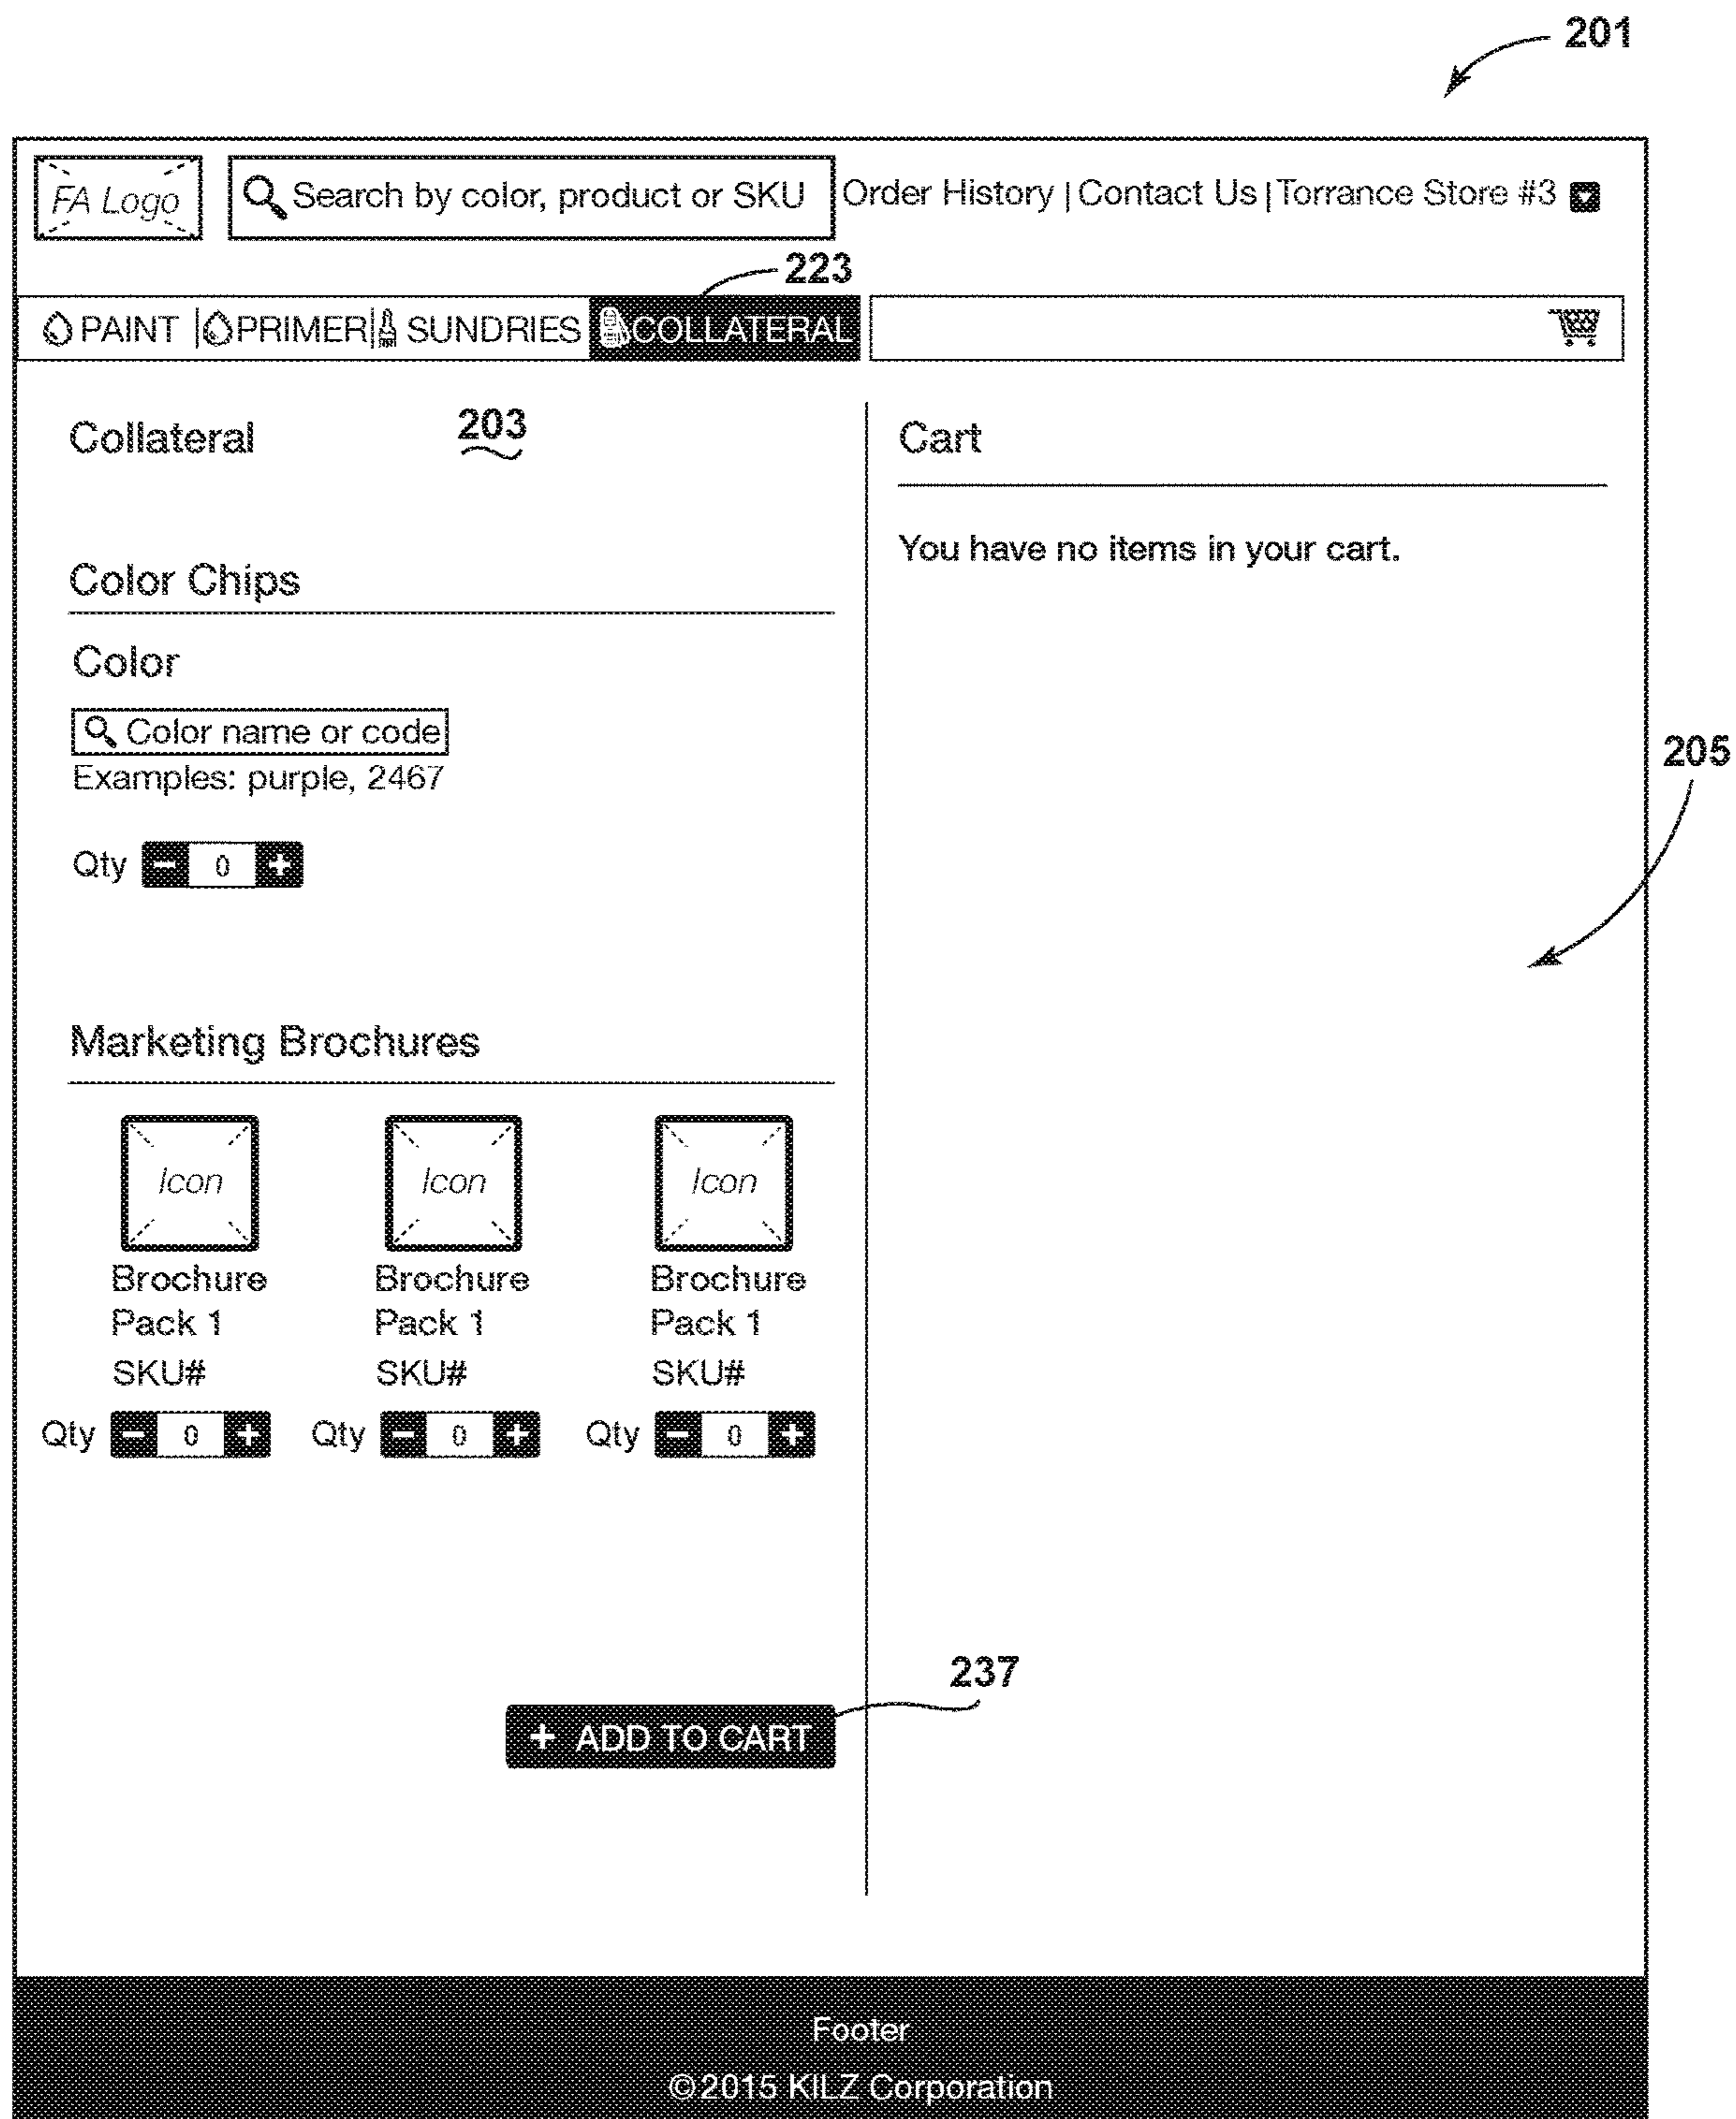 201
FA Logo
Search by color, product or SKU
Order History | Contact Us | Torrance Store #3
223
PAINT | PRIMER | SUNDRIES COLLATERAL
Collateral
203
Cart
You have no items in your cart.
Color Chips
Color
Color name or code
Examples: purple, 2467
205
Qty - 0 +
Marketing Brochures
Icon Icon Icon
Brochure Brochure Brochure
Pack 1 Pack 1 Pack 1
SKU# SKU# SKU#
Qty - 0 + Qty - 0 + Qty - 0 +
237
+ ADD TO CART
Footer
©2015 KILZ Corporation